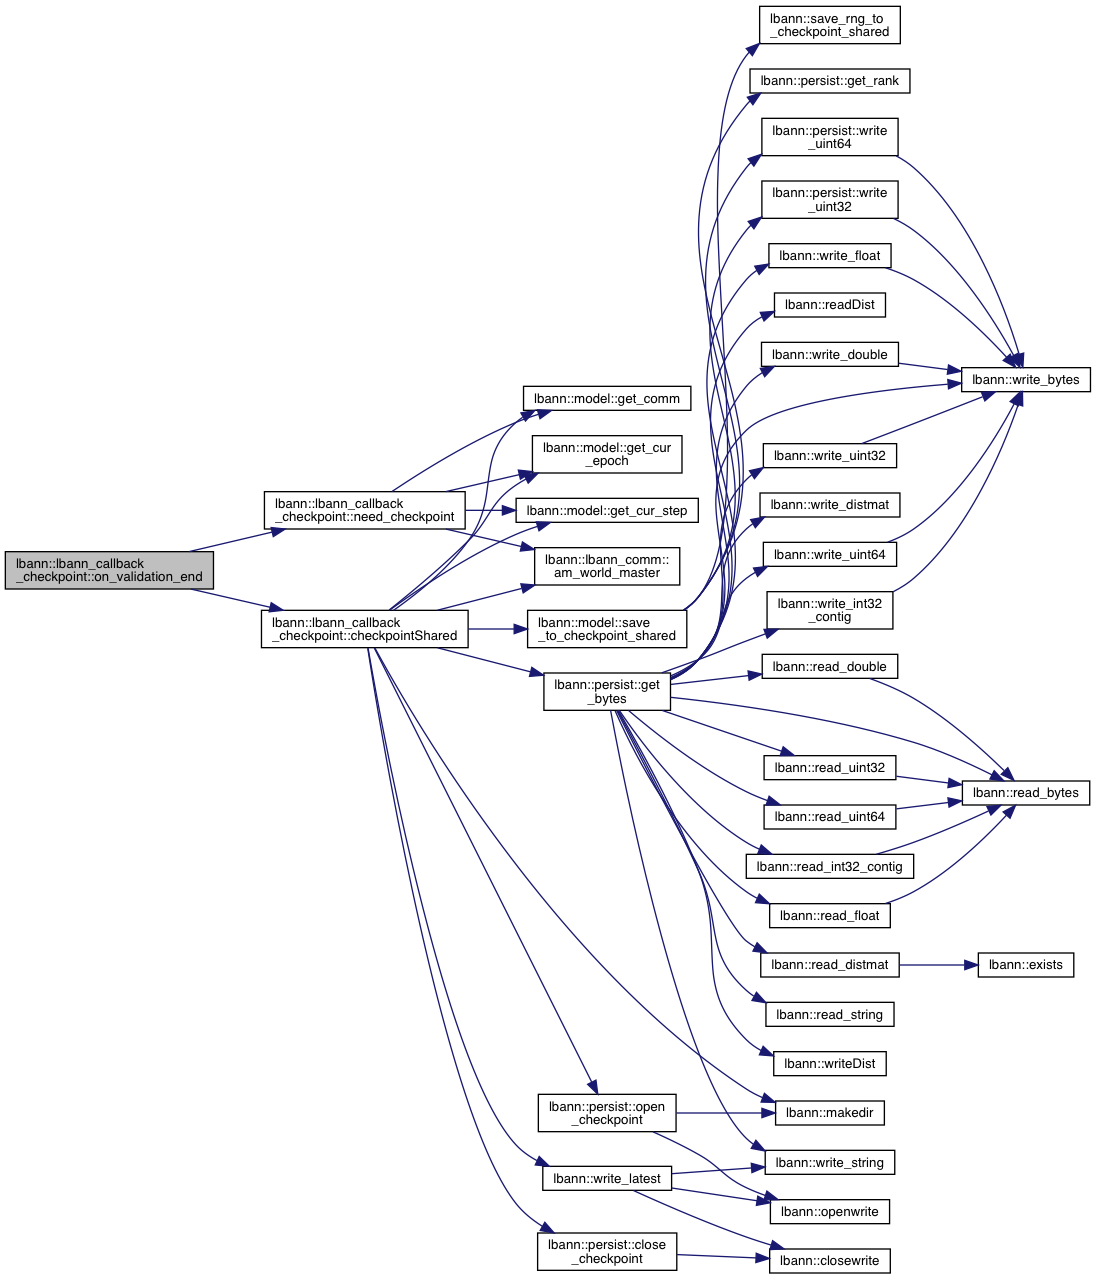 lbann::lbann_callback
_checkpoint::on_validation_end
lbann::lbann_callback
_checkpoint::need_checkpoint
lbann::lbann_callback
_checkpoint::checkpointShared
lbann::model::get_comm
lbann::model::get_cur
_epoch
lbann::model::get_cur_step
lbann::lbann_comm::
am_world_master
lbann::model::save
_to_checkpoint_shared
lbann::persist::get
_bytes
lbann::persist::open
_checkpoint
lbann::write_latest
lbann::persist::close
_checkpoint
lbann::save_rng_to
_checkpoint_shared
lbann::persist::get_rank
lbann::persist::write
_uint64
lbann::persist::write
_uint32
lbann::write_float
lbann::readDist
lbann::write_double
lbann::write_uint32
lbann::write_distmat
lbann::write_uint64
lbann::write_int32
_contig
lbann::read_double
lbann::read_uint32
lbann::read_uint64
lbann::read_int32_contig
lbann::read_float
lbann::read_distmat
lbann::read_string
lbann::writeDist
lbann::makedir
lbann::write_string
lbann::openwrite
lbann::closewrite
lbann::write_bytes
lbann::read_bytes
lbann::exists